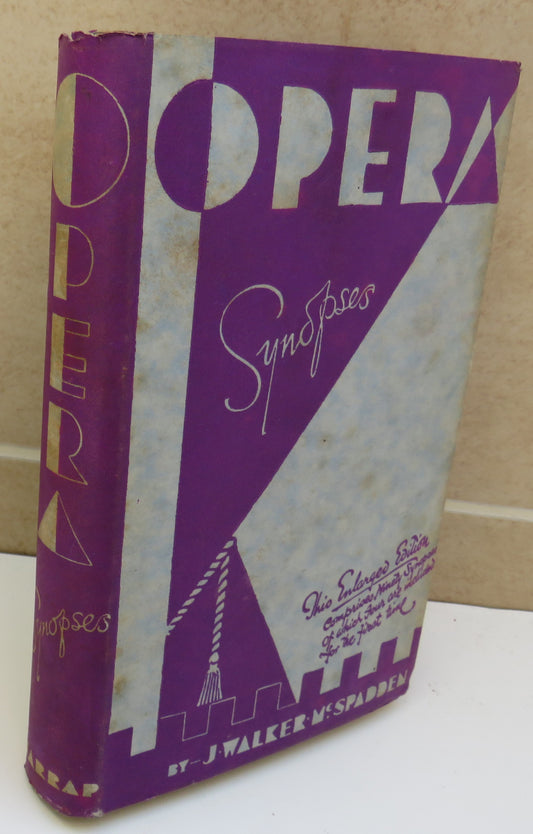 OPERA
Synopses
This Enlarged Edition
comprises Ninety Synopses
of which four are included
for the first time
BY - J · WALKER · McSPADDEN
OPERA
Synopses
ARRAP